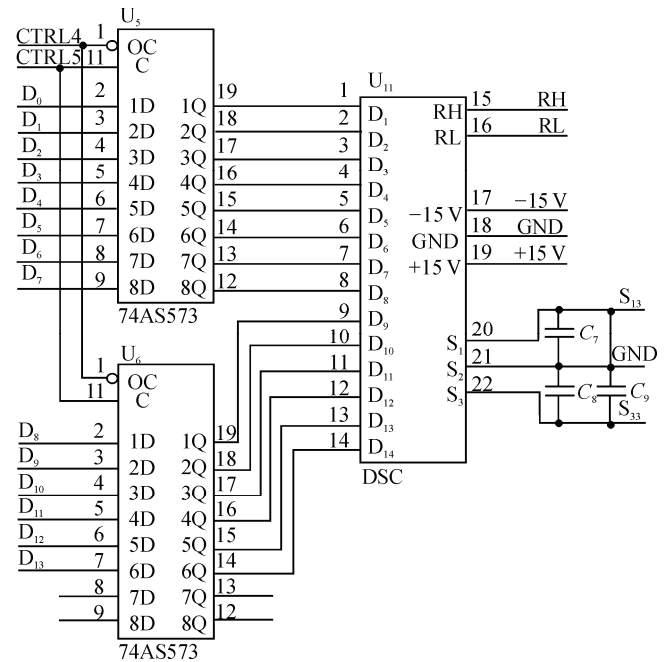 U₅
CTRL4 1 OC
CTRL5 11 C
D₀ 2 1D 1Q 19
D₁ 3 2D 2Q 18
D₂ 4 3D 3Q 17
D₃ 5 4D 4Q 16
D₄ 6 5D 5Q 15
D₅ 7 6D 6Q 14
D₆ 8 7D 7Q 13
D₇ 9 8D 8Q 12
74AS573
U₆
1 OC
11 C
D₈ 2 1D 1Q 19
D₉ 3 2D 2Q 18
D₁₀ 4 3D 3Q 17
D₁₁ 5 4D 4Q 16
D₁₂ 6 5D 5Q 15
D₁₃ 7 6D 6Q 14
8 7D 7Q 13
9 8D 8Q 12
74AS573
U₁₁
1 D₁
2 D₂
3 D₃
4 D₄
5 D₅
6 D₆
7 D₇
8 D₈
9 D₉
10 D₁₀
11 D₁₁
12 D₁₂
13 D₁₃
14 D₁₄
RH 15 RH
RL 16 RL
−15 V 17 −15 V
GND 18 GND
+15 V 19 +15 V
S₁ 20 S₁₃
S₂ 21 GND
S₃ 22 S₃₃
C₇
C₈ C₉
DSC